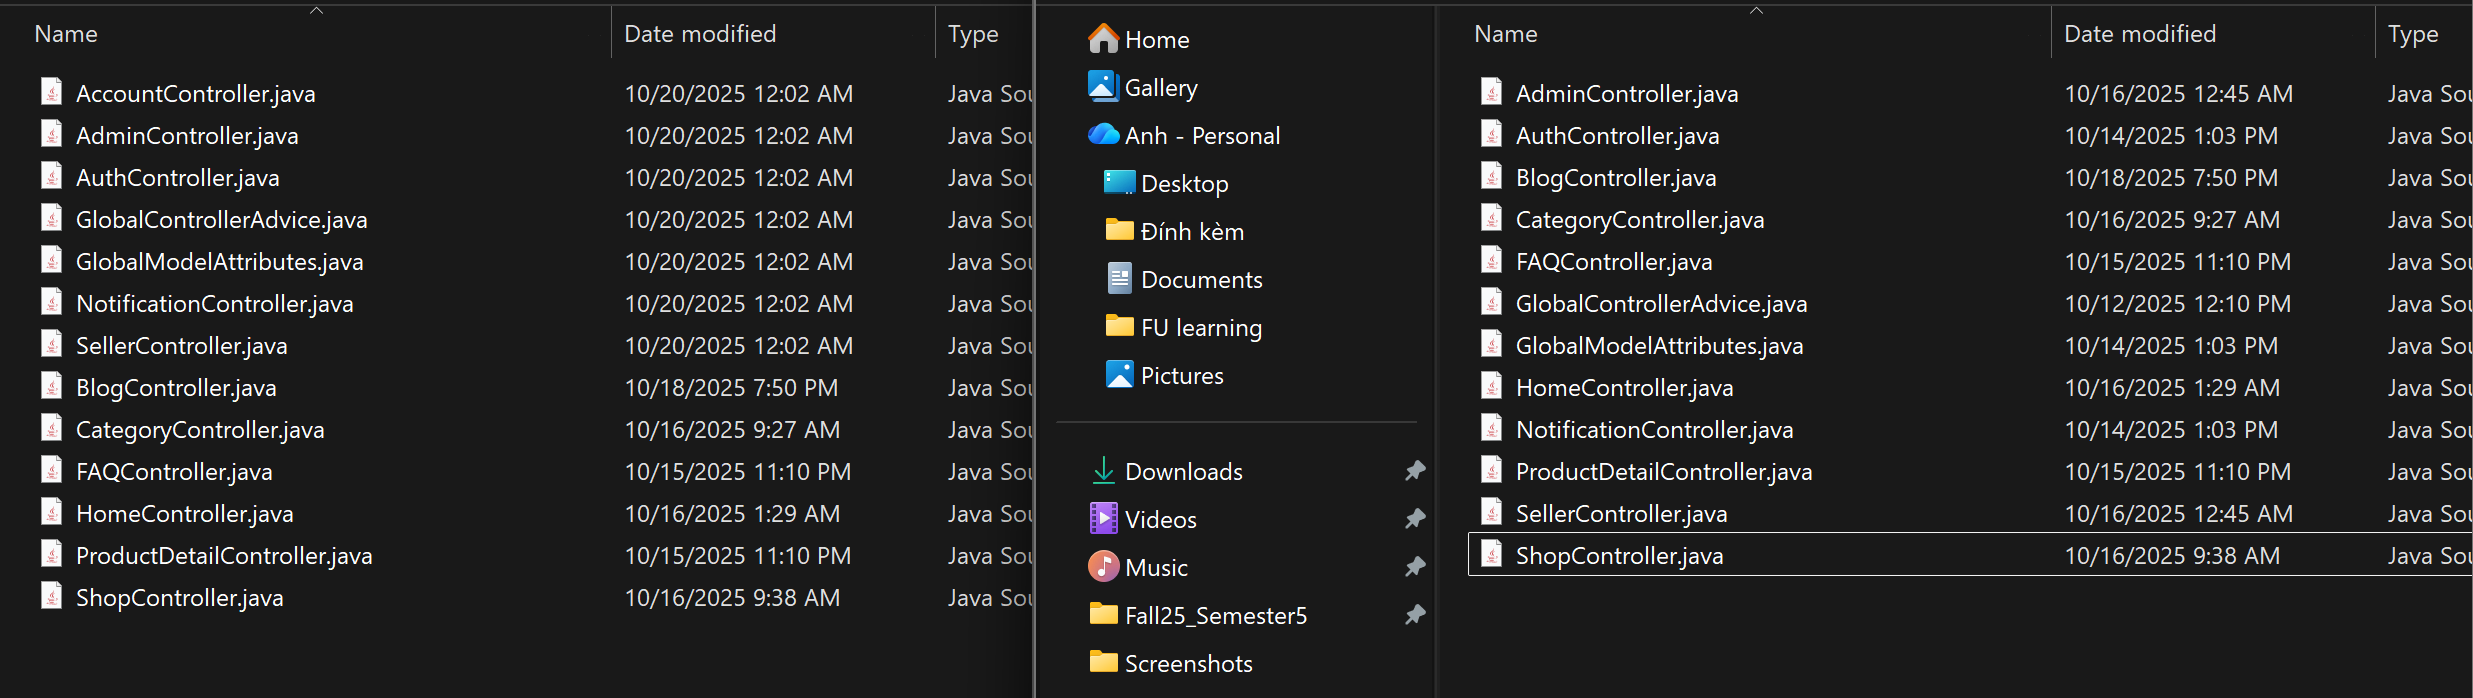 Name Date modified Type
AccountController.java 10/20/2025 12:02 AM Java Sou
AdminController.java 10/20/2025 12:02 AM Java Sou
AuthController.java 10/20/2025 12:02 AM Java Sou
GlobalControllerAdvice.java 10/20/2025 12:02 AM Java Sou
GlobalModelAttributes.java 10/20/2025 12:02 AM Java Sou
NotificationController.java 10/20/2025 12:02 AM Java Sou
SellerController.java 10/20/2025 12:02 AM Java Sou
BlogController.java 10/18/2025 7:50 PM Java Sou
CategoryController.java 10/16/2025 9:27 AM Java Sou
FAQController.java 10/15/2025 11:10 PM Java Sou
HomeController.java 10/16/2025 1:29 AM Java Sou
ProductDetailController.java 10/15/2025 11:10 PM Java Sou
ShopController.java 10/16/2025 9:38 AM Java Sou
Home
Gallery
Anh - Personal
Desktop
Đính kèm
Documents
FU learning
Pictures
Downloads
Videos
Music
Fall25_Semester5
Screenshots
Name Date modified Type
AdminController.java 10/16/2025 12:45 AM Java Sou
AuthController.java 10/14/2025 1:03 PM Java Sou
BlogController.java 10/18/2025 7:50 PM Java Sou
CategoryController.java 10/16/2025 9:27 AM Java Sou
FAQController.java 10/15/2025 11:10 PM Java Sou
GlobalControllerAdvice.java 10/12/2025 12:10 PM Java Sou
GlobalModelAttributes.java 10/14/2025 1:03 PM Java Sou
HomeController.java 10/16/2025 1:29 AM Java Sou
NotificationController.java 10/14/2025 1:03 PM Java Sou
ProductDetailController.java 10/15/2025 11:10 PM Java Sou
SellerController.java 10/16/2025 12:45 AM Java Sou
ShopController.java 10/16/2025 9:38 AM Java Sou